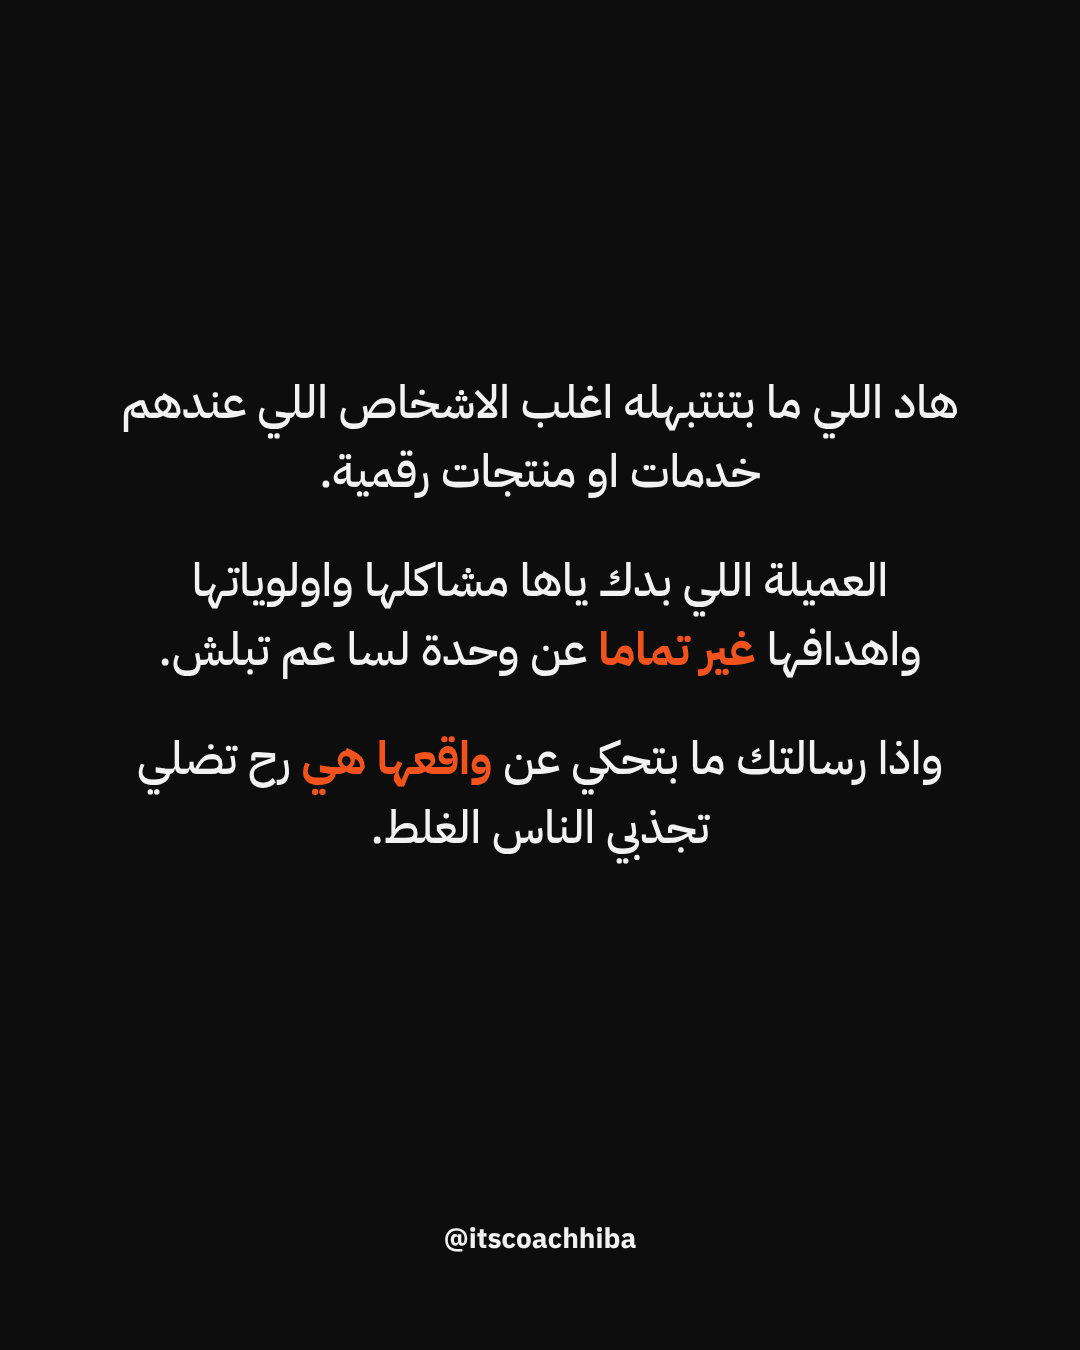 هاد اللي ما بتنتبهله اغلب الاشخاص اللي عندهم
خدمات او منتجات رقمية.
العميلة اللي بدك ياها مشاكلها واولوياتها
واهدافها غير تماما عن وحدة لسا عم تبلش.
واذا رسالتك ما بتحكي عن واقعها هي رح تضلي
تجذبي الناس الغلط.
@itscoachhiba